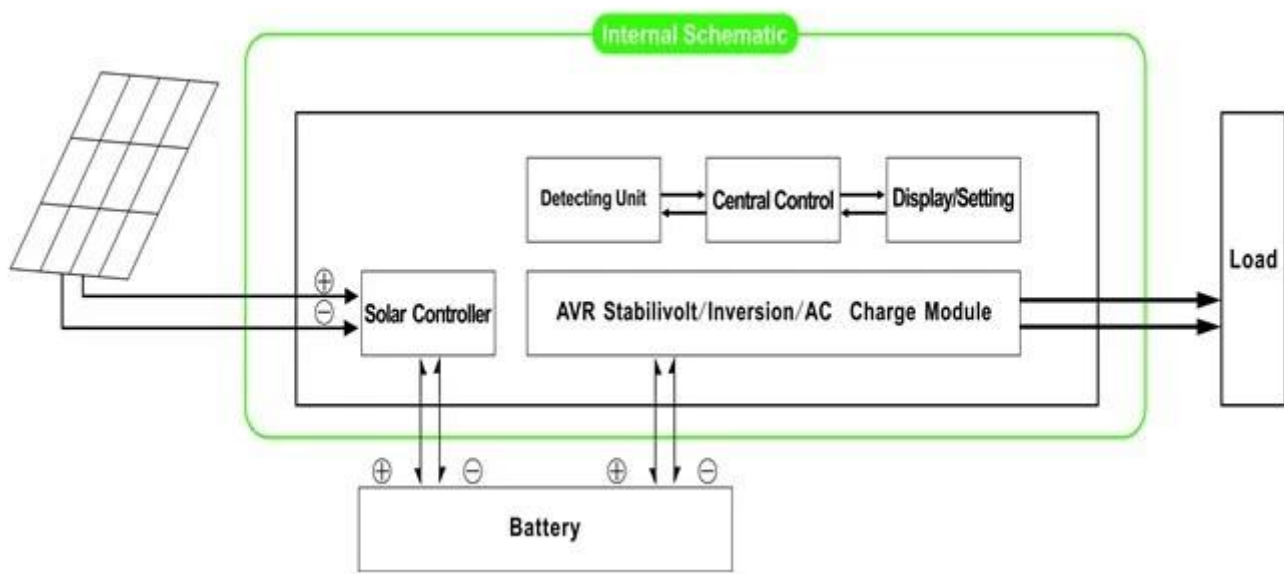 Internal Schematic
Detecting Unit
Central Control
Display/Setting
Load
⊕
⊖
Solar Controller
AVR Stabilivolt/Inversion/AC Charge Module
⊕ ⊖ ⊕ ⊖
Battery